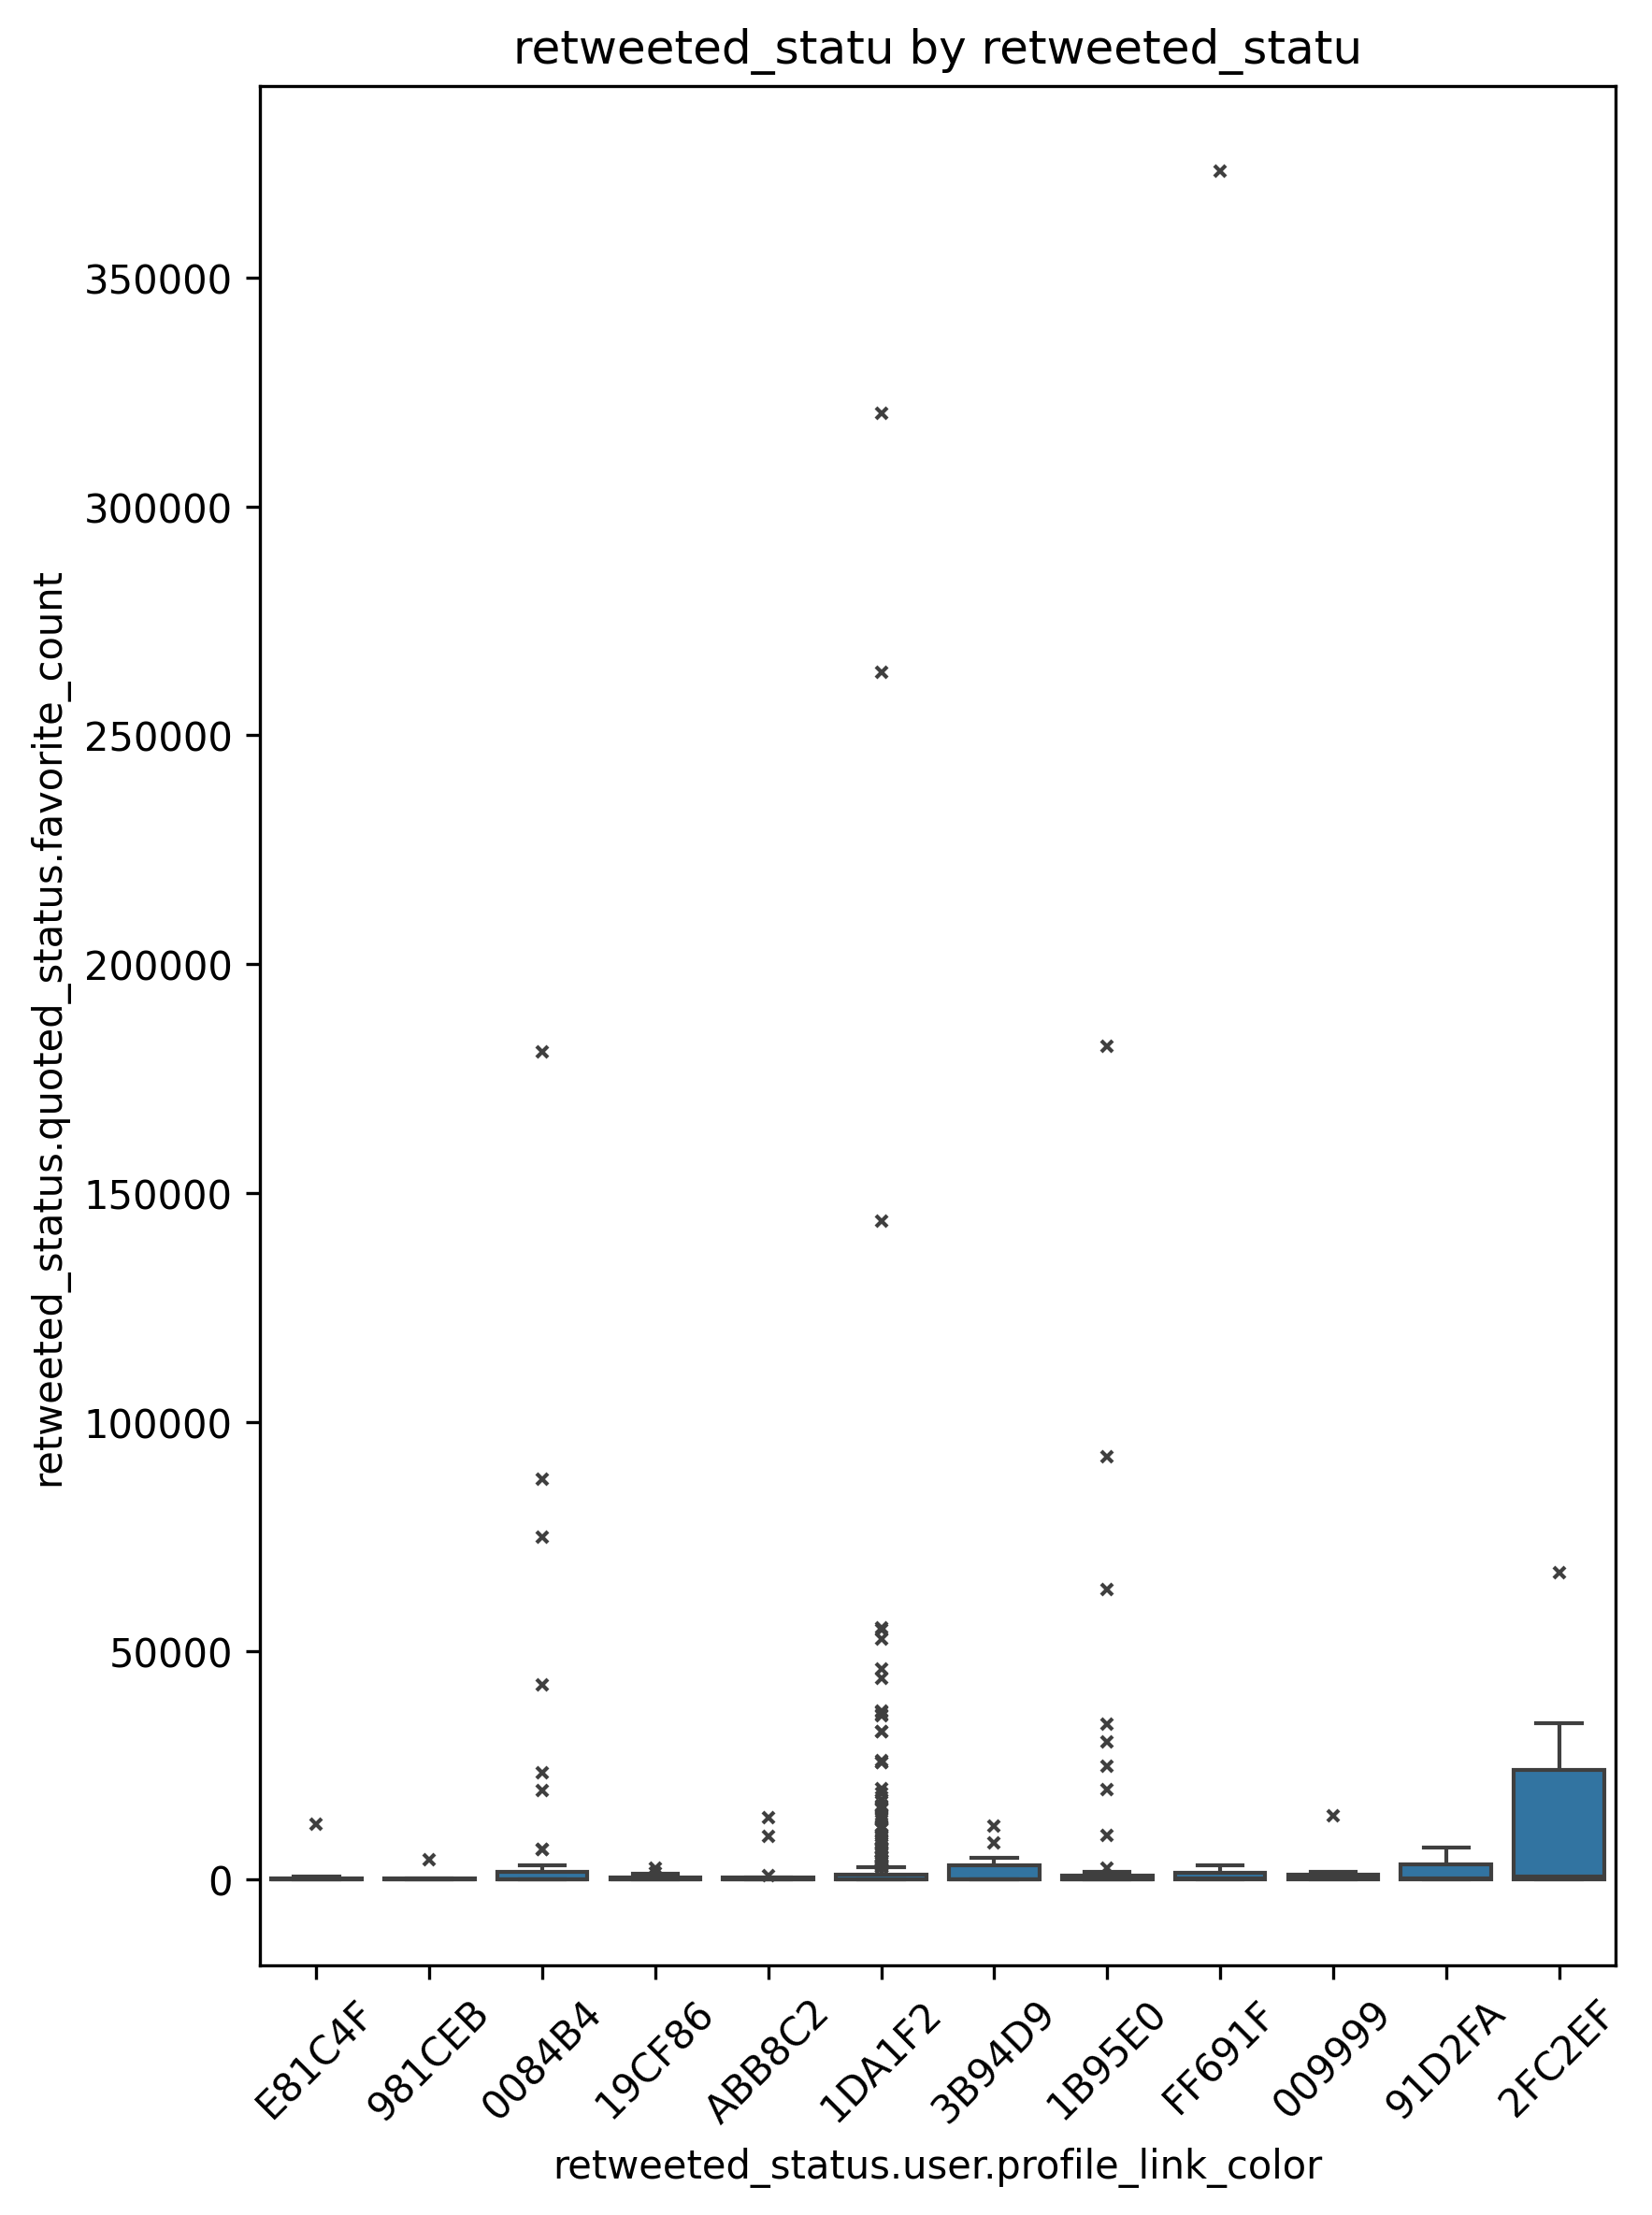 retweeted_statu by retweeted_statu
retweeted_status.quoted_status.favorite_count
350000
300000
250000
200000
150000
100000
50000
0
E81C4F
981CEB
0084B4
19CF86
ABB8C2
1DA1F2
3B94D9
1B95E0
FF691F
009999
91D2FA
2FC2EF
retweeted_status.user.profile_link_color